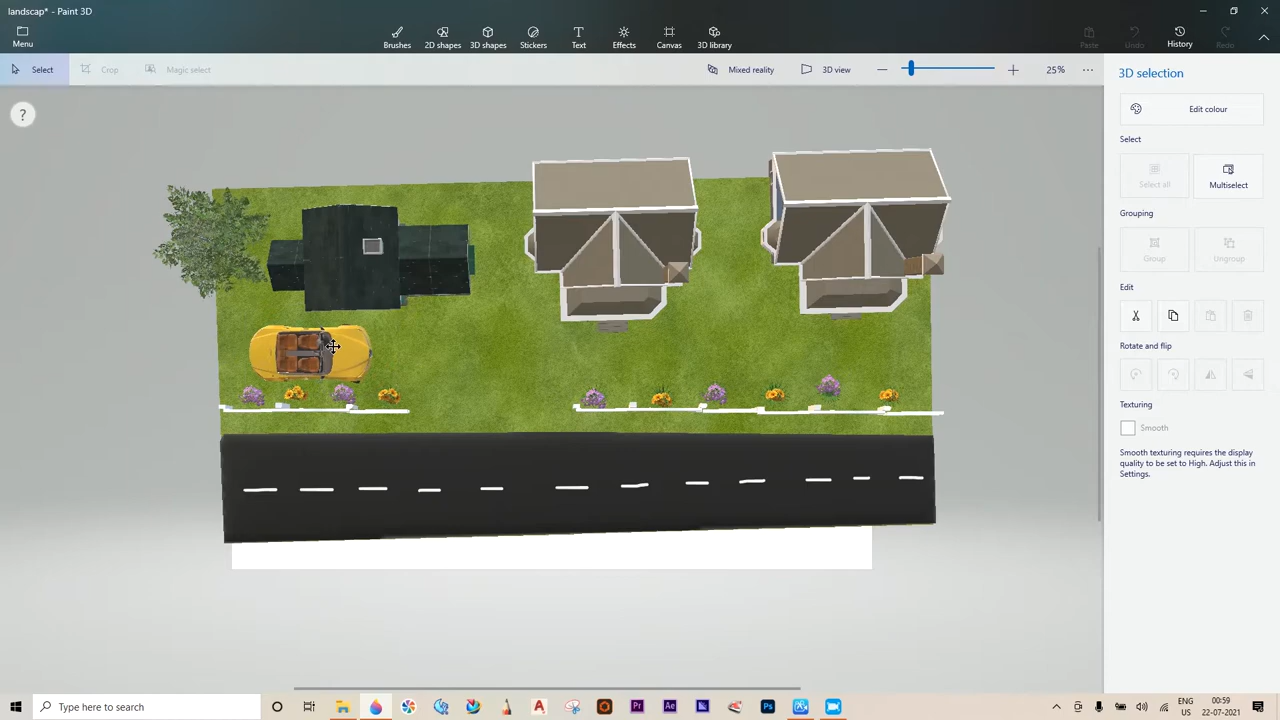 landscap* - Paint 3D
Menu
Brushes
2D shapes
3D shapes
Stickers
Text
Effects
Canvas
3D library
Paste
Undo
History
Redo
Select
Crop
Magic select
Mixed reality
3D view
25%
?
3D selection
Edit colour
Select
Select all
Multiselect
Grouping
Group
Ungroup
Edit
Rotate and flip
Texturing
Smooth
Smooth texturing requires the display
quality to be set to High. Adjust this in
Settings.
Type here to search
A
Pr
Ae
Ps
ENG
US
00:59
22-07-2021